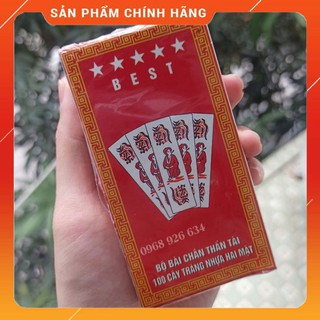 SẢN PHẨM CHÍNH HÃNG
BEST
0968 926 634
BỘ BÀI CHẮN THẦN TÀI
100 CÂY TRÁNG NHỰA HAI MẶT